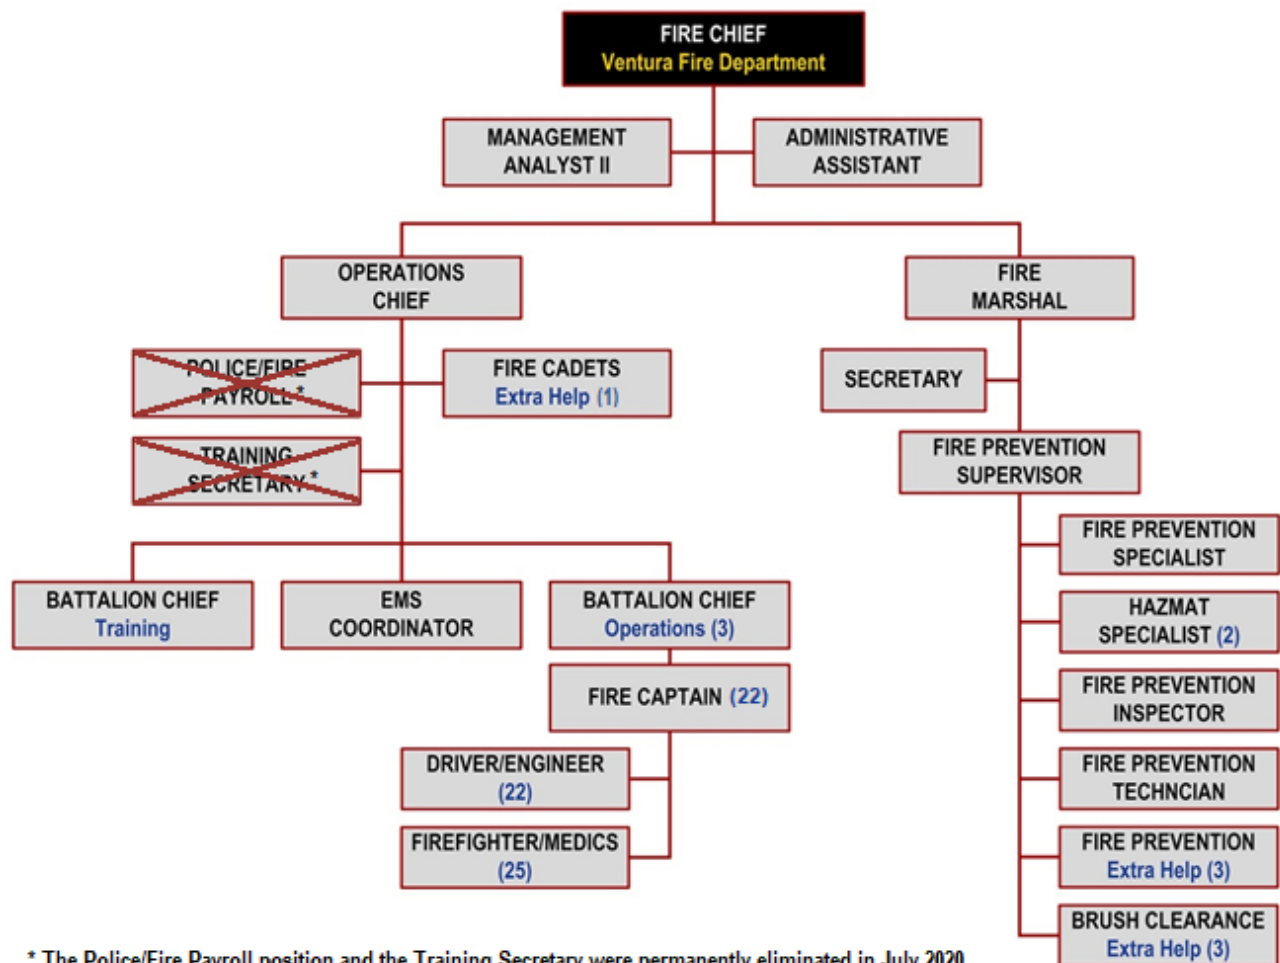 FIRE CHIEF
Ventura Fire Department
MANAGEMENT
ANALYST II
ADMINISTRATIVE
ASSISTANT
OPERATIONS
CHIEF
FIRE
MARSHAL
POLICE/FIRE
PAYROLL *
FIRE CADETS
Extra Help (1)
SECRETARY
TRAINING
SECRETARY *
FIRE PREVENTION
SUPERVISOR
BATTALION CHIEF
Training
EMS
COORDINATOR
BATTALION CHIEF
Operations (3)
FIRE CAPTAIN (22)
DRIVER/ENGINEER
(22)
FIREFIGHTER/MEDICS
(25)
FIRE PREVENTION
SPECIALIST
HAZMAT
SPECIALIST (2)
FIRE PREVENTION
INSPECTOR
FIRE PREVENTION
TECHNCIAN
FIRE PREVENTION
Extra Help (3)
BRUSH CLEARANCE
Extra Help (3)
* The Police/Fire Payroll position and the Training Secretary were permanently eliminated in July 2020